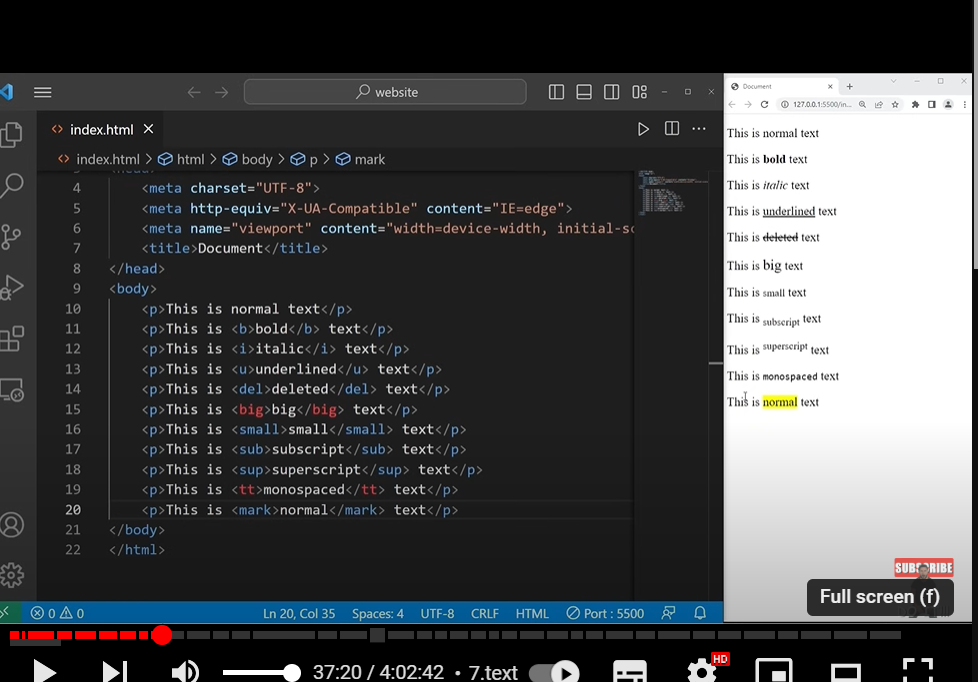 website
index.html
index.html > html > body > p > mark
4 <meta charset="UTF-8">
5 <meta http-equiv="X-UA-Compatible" content="IE=edge">
6 <meta name="viewport" content="width=device-width, initial-sc
7 <title>Document</title>
8 </head>
9 <body>
10 <p>This is normal text</p>
11 <p>This is <b>bold</b> text</p>
12 <p>This is <i>italic</i> text</p>
13 <p>This is <u>underlined</u> text</p>
14 <p>This is <del>deleted</del> text</p>
15 <p>This is <big>big</big> text</p>
16 <p>This is <small>small</small> text</p>
17 <p>This is <sub>subscript</sub> text</p>
18 <p>This is <sup>superscript</sup> text</p>
19 <p>This is <tt>monospaced</tt> text</p>
20 <p>This is <mark>normal</mark> text</p>
21 </body>
22 </html>
0 0 Ln 20, Col 35 Spaces: 4 UTF-8 CRLF HTML Port : 5500
Document
127.0.0.1:5500/in...
This is normal text
This is bold text
This is italic text
This is underlined text
This is deleted text
This is big text
This is small text
This is subscript text
This is superscript text
This is monospaced text
This is normal text
SUBSCRIBE
Full screen (f)
37:20 / 4:02:42 • 7.text
HD